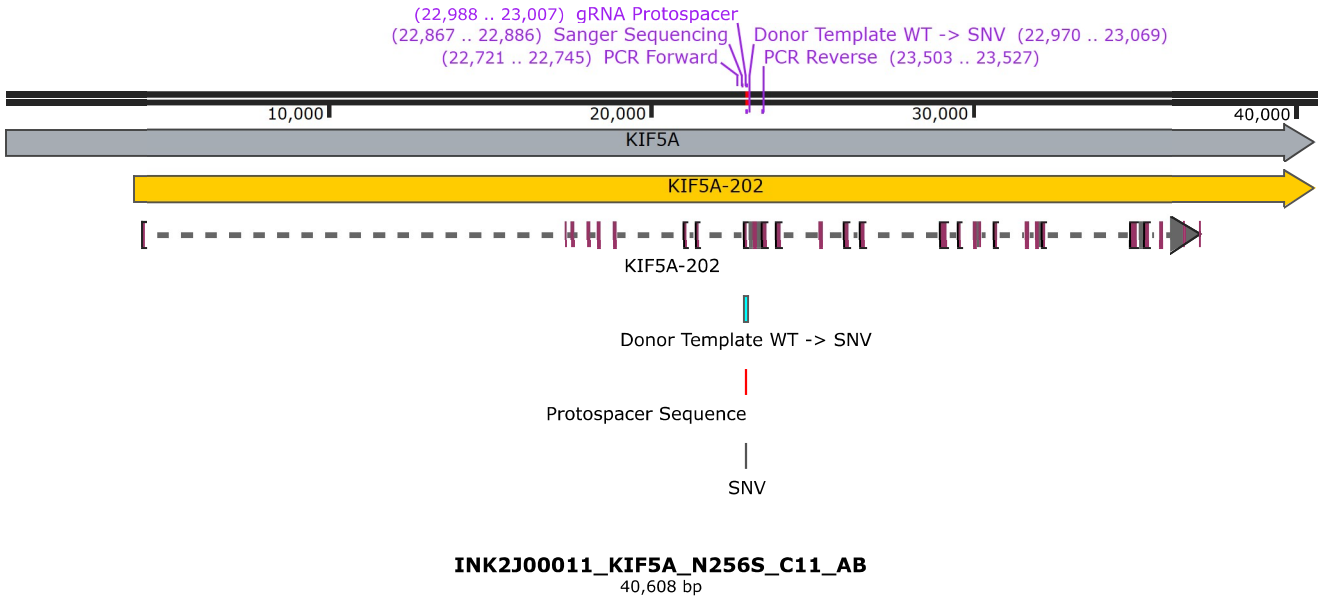 (22,988 .. 23,007) gRNA Protospacer
(22,867 .. 22,886) Sanger Sequencing
Donor Template WT -> SNV (22,970 .. 23,069)
(22,721 .. 22,745) PCR Forward
PCR Reverse (23,503 .. 23,527)
10,000
20,000
30,000
40,000
KIF5A
KIF5A-202
KIF5A-202
Donor Template WT -> SNV
Protospacer Sequence
SNV
INK2J00011_KIF5A_N256S_C11_AB
40,608 bp